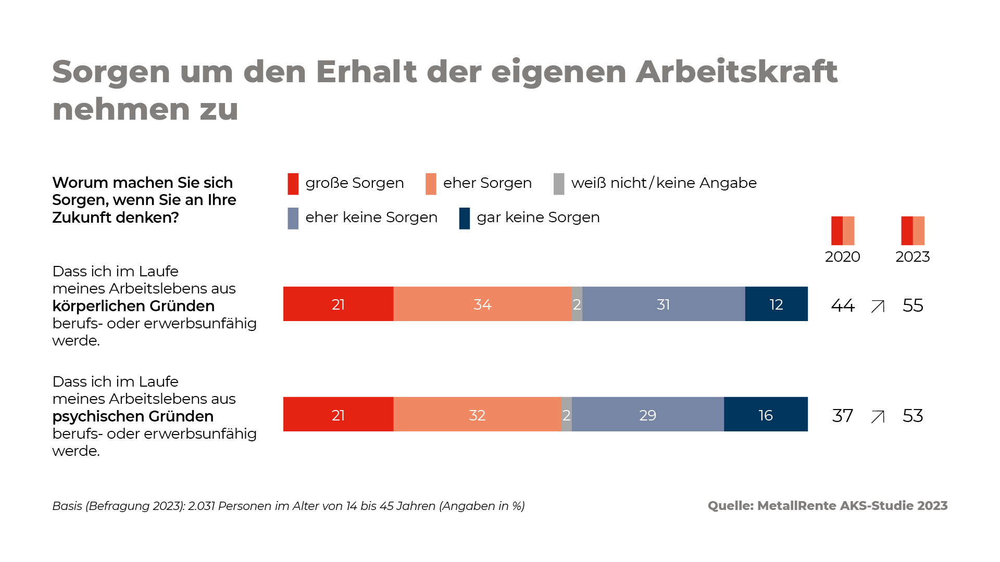 Sorgen um den Erhalt der eigenen Arbeitskraft
nehmen zu
Worum machen Sie sich
Sorgen, wenn Sie an Ihre
Zukunft denken?
große Sorgen
eher Sorgen
weiß nicht/keine Angabe
eher keine Sorgen
gar keine Sorgen
2020
2023
Dass ich im Laufe
meines Arbeitslebens aus
körperlichen Gründen
berufs- oder erwerbsunfähig
werde.
21
34
2
31
12
44
55
Dass ich im Laufe
meines Arbeitslebens aus
psychischen Gründen
berufs- oder erwerbsunfähig
werde.
21
32
2
29
16
37
53
Basis (Befragung 2023): 2.031 Personen im Alter von 14 bis 45 Jahren (Angaben in %)
Quelle: MetallRente AKS-Studie 2023